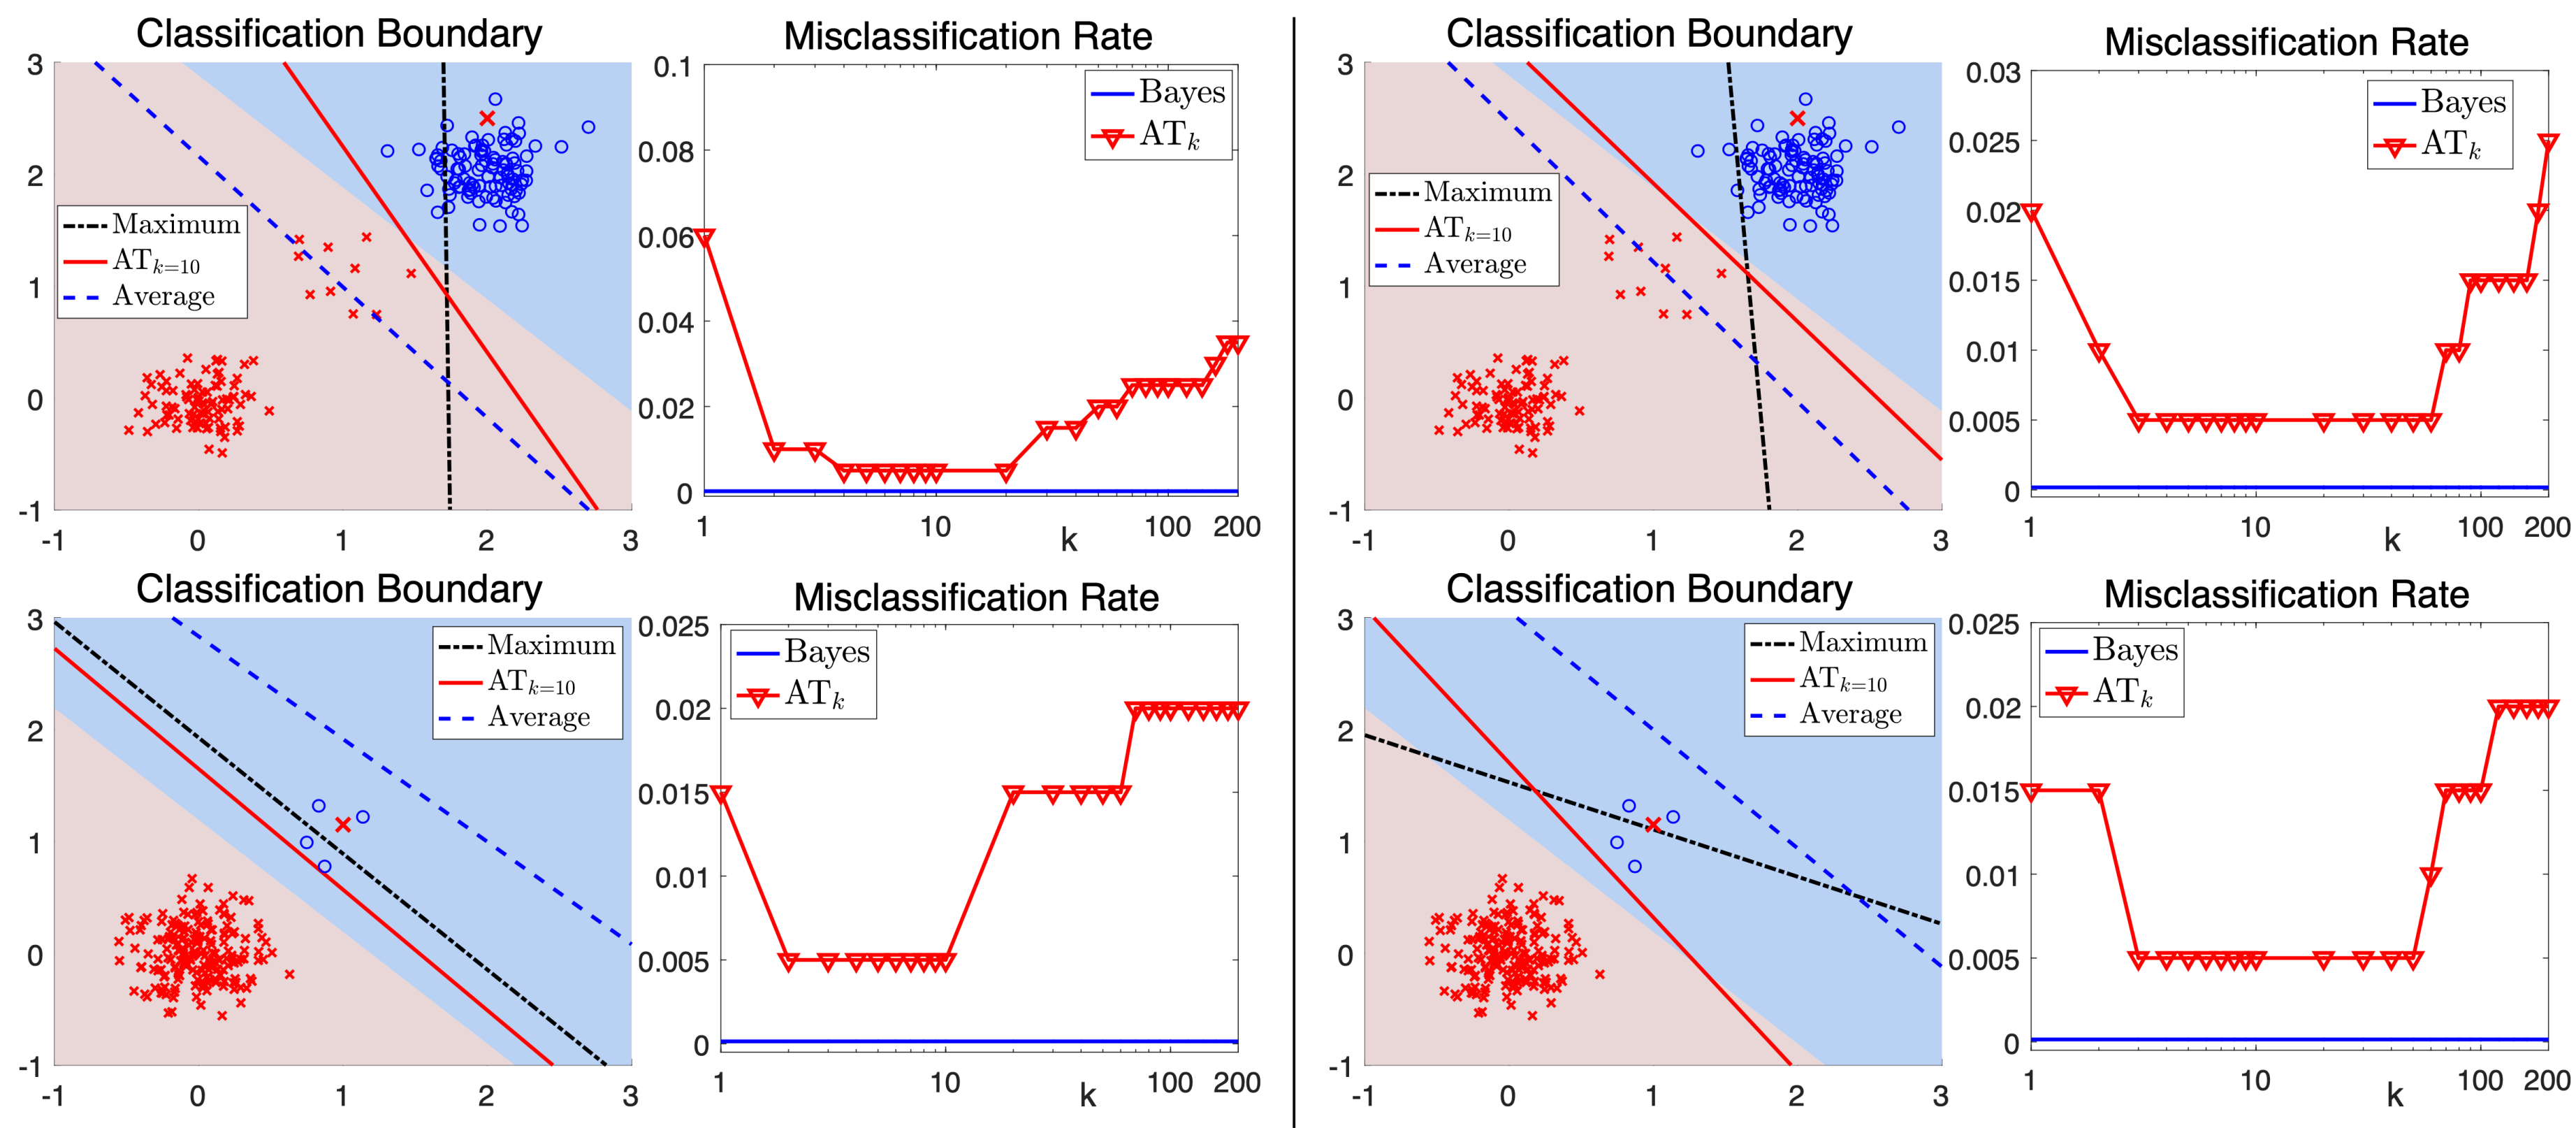 Classification Boundary
3
2
1
0
-1
-1 0 1 2 3
Maximum
AT_{k=10}
Average
Misclassification Rate
0.1
0.08
0.06
0.04
0.02
0
1 10 100 200
k
Bayes
AT_k
Classification Boundary
3
2
1
0
-1
-1 0 1 2 3
Maximum
AT_{k=10}
Average
Misclassification Rate
0.03
0.025
0.02
0.015
0.01
0.005
0
1 10 100 200
k
Bayes
AT_k
Classification Boundary
3
2
1
0
-1
-1 0 1 2 3
Maximum
AT_{k=10}
Average
Misclassification Rate
0.025
0.02
0.015
0.01
0.005
0
1 10 100 200
k
Bayes
AT_k
Classification Boundary
3
2
1
0
-1
-1 0 1 2 3
Maximum
AT_{k=10}
Average
Misclassification Rate
0.025
0.02
0.015
0.01
0.005
0
1 10 100 200
k
Bayes
AT_k